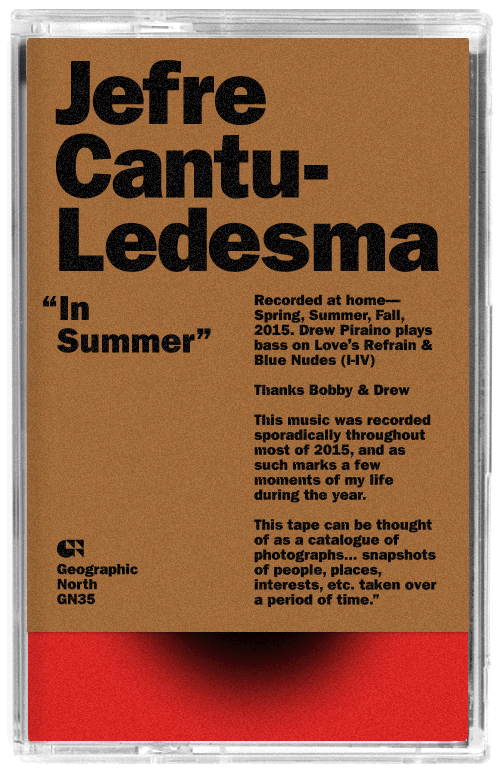 Jefre
Cantu-
Ledesma
“In
Summer”
Recorded at home—
Spring, Summer, Fall,
2015. Drew Piraino plays
bass on Love’s Refrain &
Blue Nudes (I-IV)
Thanks Bobby & Drew
This music was recorded
sporadically throughout
most of 2015, and as
such marks a few
moments of my life
during the year.
This tape can be thought
of as a catalogue of
photographs... snapshots
of people, places,
interests, etc. taken over
a period of time.”
Geographic
North
GN35